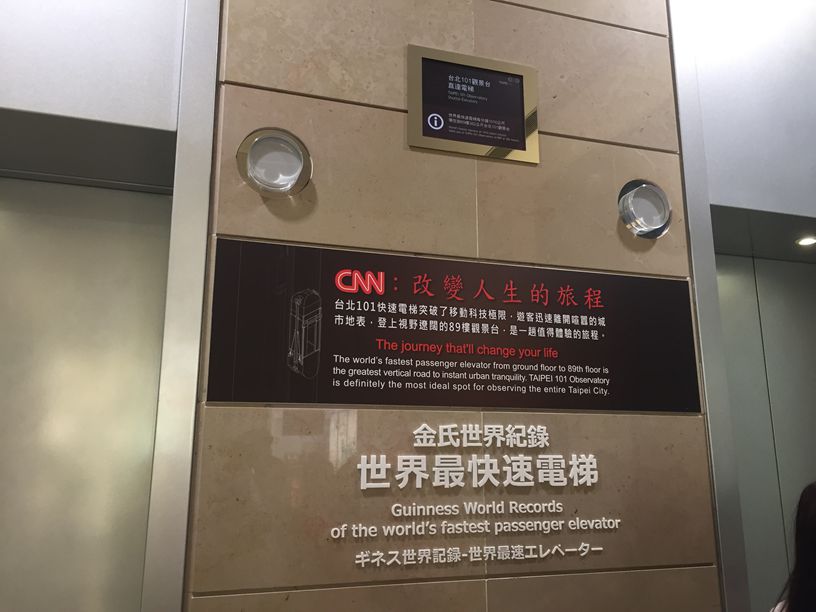 台北101觀景台
直達電梯
TAIPEI 101 Observatory
Shuttle Elevators
CNN：改變人生的旅程
台北101快速電梯突破了移動科技極限，遊客迅速離開喧囂的城
市地表，登上視野遼闊的89樓觀景台，是一趟值得體驗的旅程。
The journey that'll change your life
The world's fastest passenger elevator from ground floor to 89th floor is
the greatest vertical road to instant urban tranquility. TAIPEI 101 Observatory
is definitely the most ideal spot for observing the entire Taipei City.
金氏世界紀錄
世界最快速電梯
Guinness World Records
of the world's fastest passenger elevator
ギネス世界記録-世界最速エレベーター